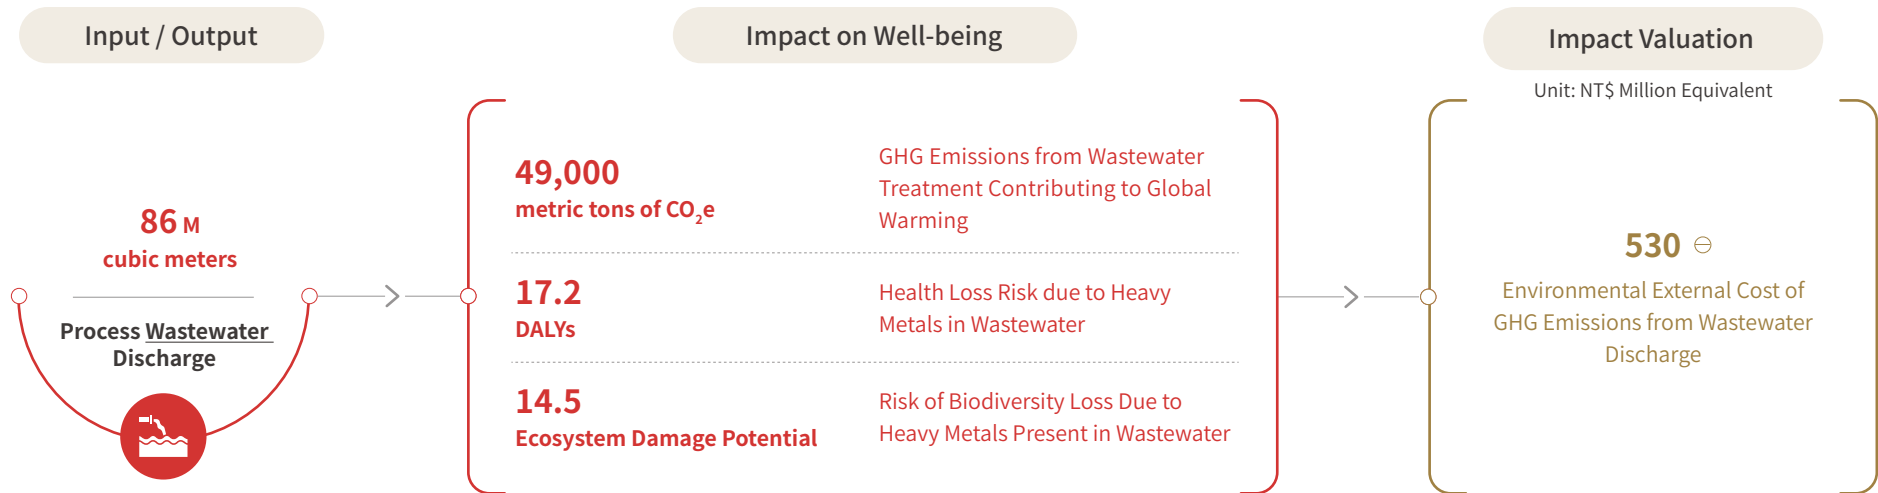 Input / Output
86 M
cubic meters
Process Wastewater
Discharge
Impact on Well-being
49,000
metric tons of CO₂e
GHG Emissions from Wastewater
Treatment Contributing to Global
Warming
17.2
DALYs
Health Loss Risk due to Heavy
Metals in Wastewater
14.5
Ecosystem Damage Potential
Risk of Biodiversity Loss Due to
Heavy Metals Present in Wastewater
Impact Valuation
Unit: NT$ Million Equivalent
530 ⊖
Environmental External Cost of
GHG Emissions from Wastewater
Discharge